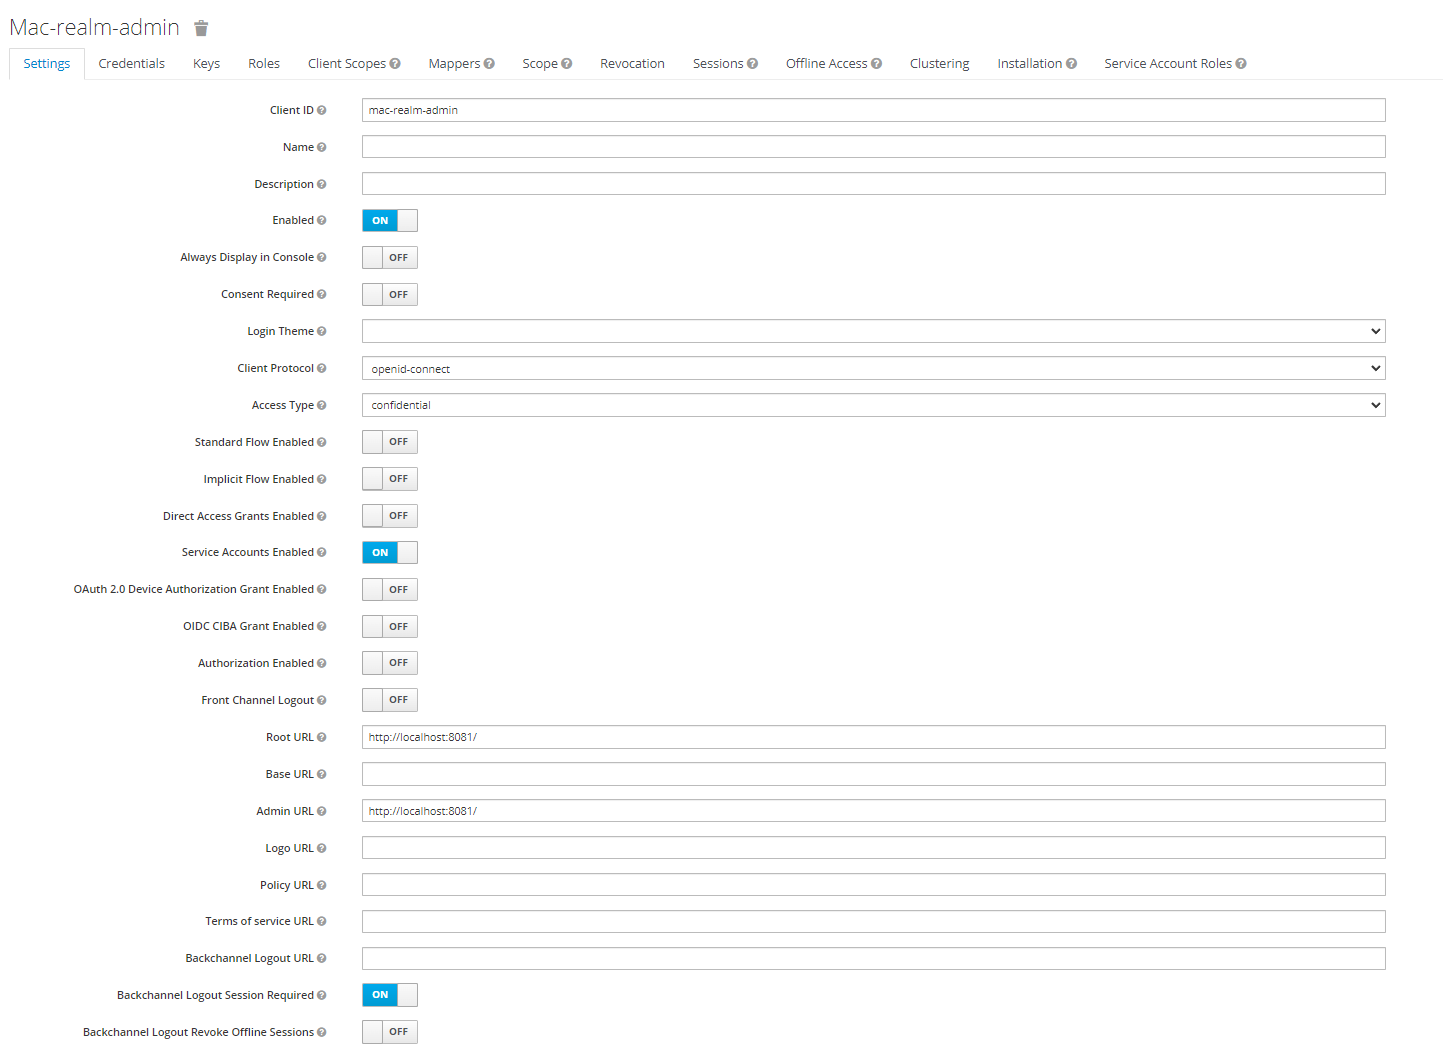 Mac-realm-admin
Settings Credentials Keys Roles Client Scopes Mappers Scope Revocation Sessions Offline Access Clustering Installation Service Account Roles
Client ID mac-realm-admin
Name
Description
Enabled ON
Always Display in Console OFF
Consent Required OFF
Login Theme
Client Protocol openid-connect
Access Type confidential
Standard Flow Enabled OFF
Implicit Flow Enabled OFF
Direct Access Grants Enabled OFF
Service Accounts Enabled ON
OAuth 2.0 Device Authorization Grant Enabled OFF
OIDC CIBA Grant Enabled OFF
Authorization Enabled OFF
Front Channel Logout OFF
Root URL http://localhost:8081/
Base URL
Admin URL http://localhost:8081/
Logo URL
Policy URL
Terms of service URL
Backchannel Logout URL
Backchannel Logout Session Required ON
Backchannel Logout Revoke Offline Sessions OFF